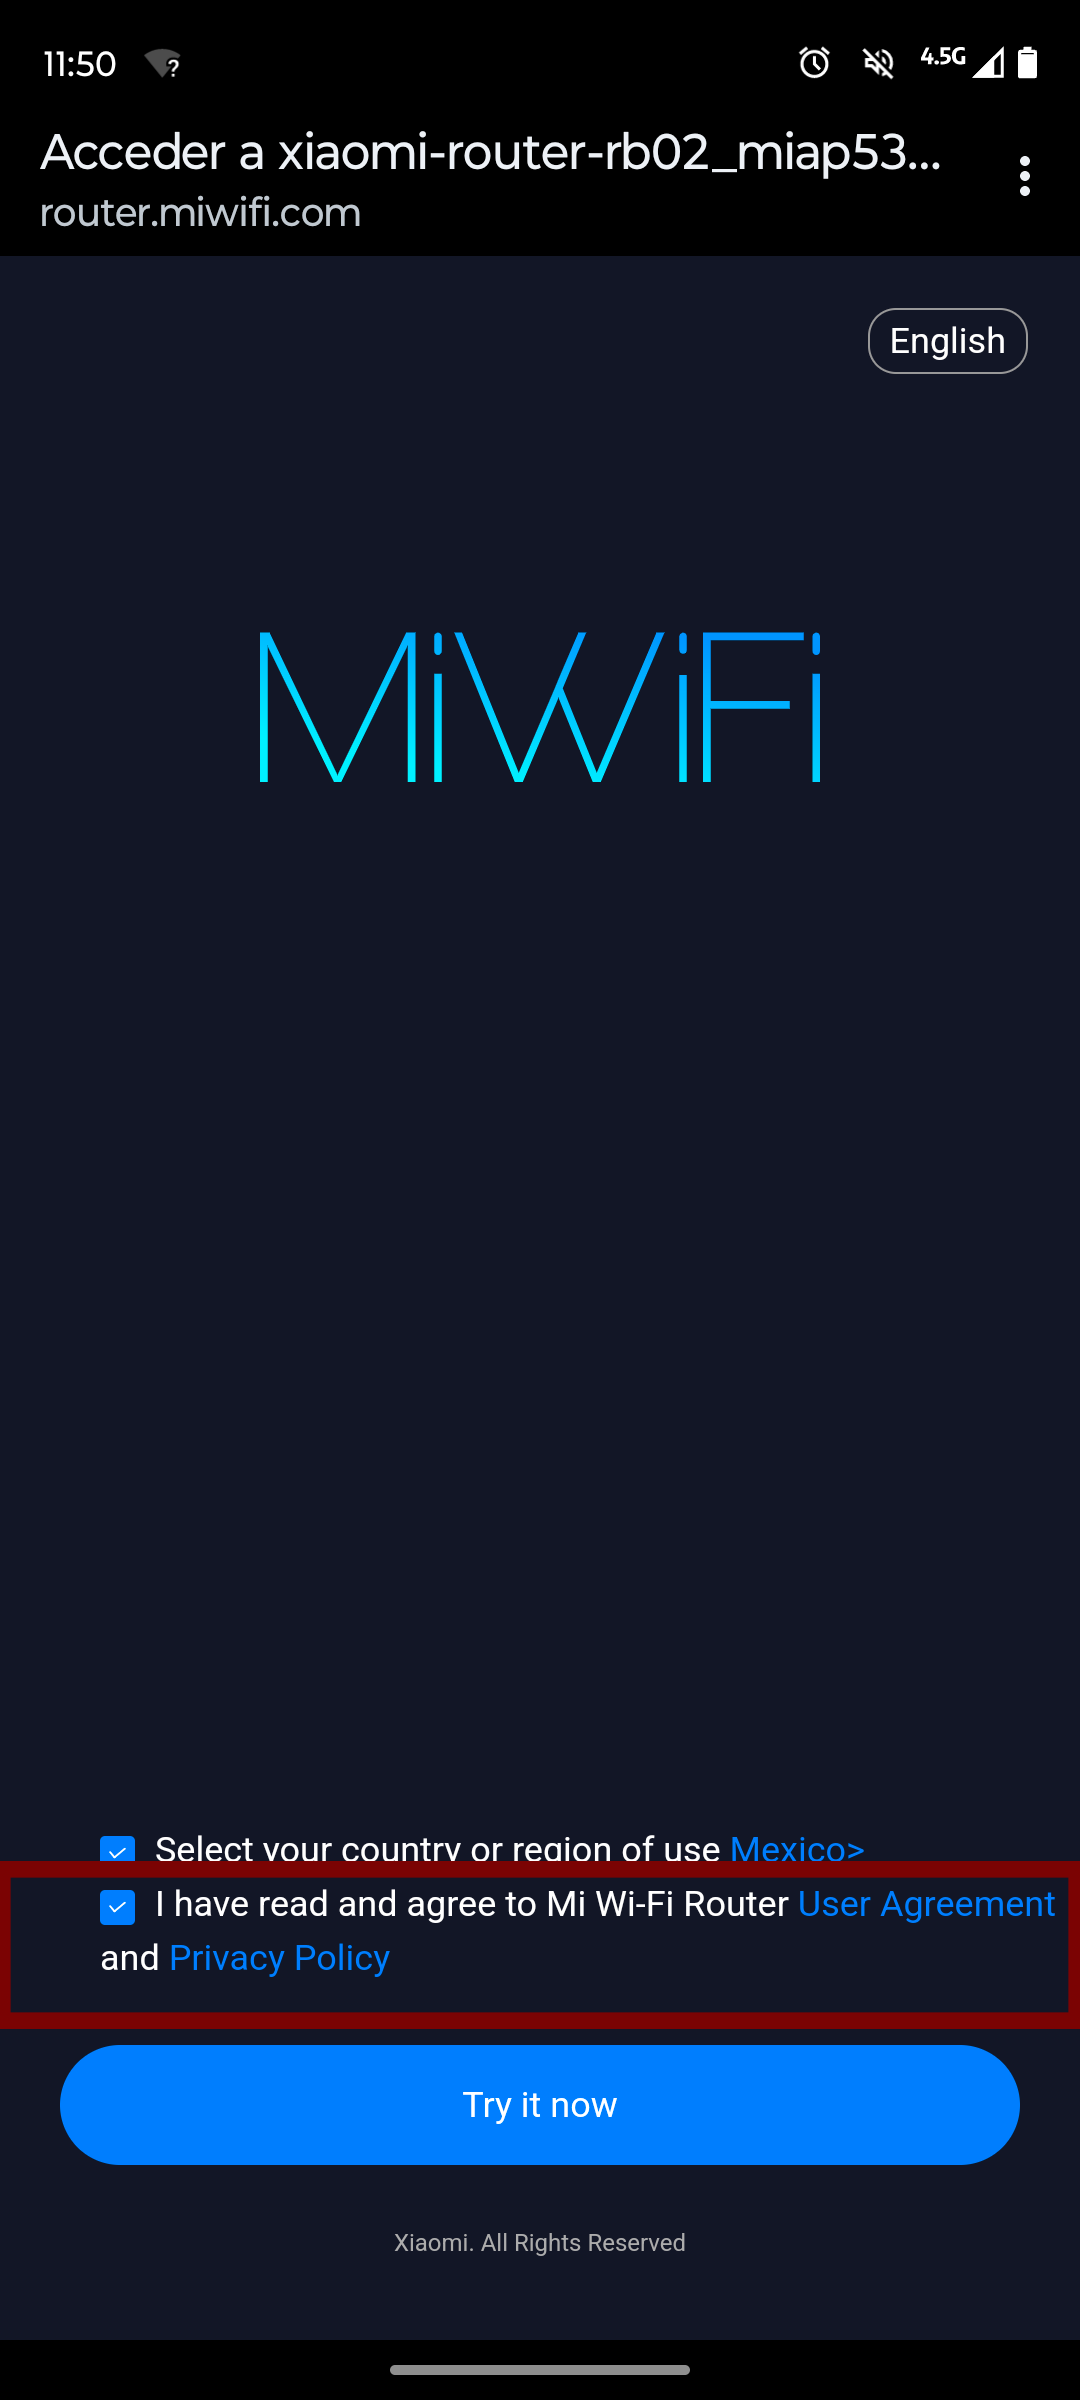 11:50
4.5G
Acceder a xiaomi-router-rb02_miap53...
router.miwifi.com
English
MiWiFi
Select your country or region of use Mexico>
I have read and agree to Mi Wi-Fi Router User Agreement
and Privacy Policy
Try it now
Xiaomi. All Rights Reserved